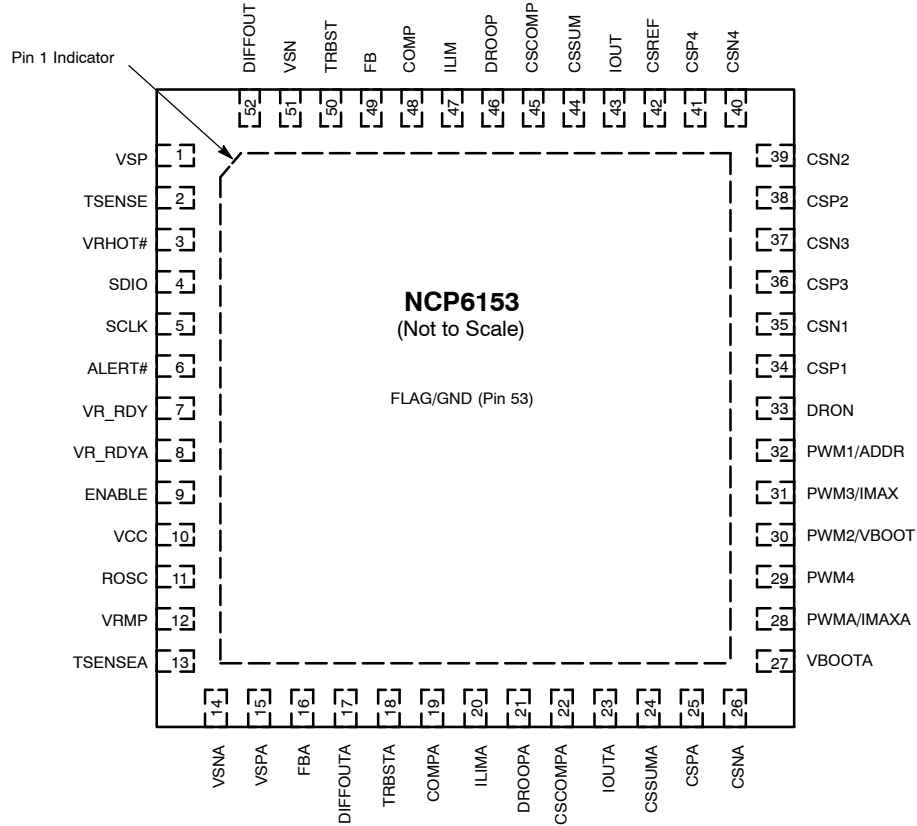 DIFFOUT
VSN
TRBST
FB
COMP
ILIM
DROOP
CSCOMP
CSSUM
IOUT
CSREF
CSP4
CSN4
Pin 1 Indicator
52
51
50
49
48
47
46
45
44
43
42
41
40
VSP 1
TSENSE 2
VRHOT# 3
SDIO 4
SCLK 5
ALERT# 6
VR_RDY 7
VR_RDYA 8
ENABLE 9
VCC 10
ROSC 11
VRMP 12
TSENSEA 13
NCP6153
(Not to Scale)
FLAG/GND (Pin 53)
39 CSN2
38 CSP2
37 CSN3
36 CSP3
35 CSN1
34 CSP1
33 DRON
32 PWM1/ADDR
31 PWM3/IMAX
30 PWM2/VBOOT
29 PWM4
28 PWMA/IMAXA
27 VBOOTA
14
15
16
17
18
19
20
21
22
23
24
25
26
VSNA
VSPA
FBA
DIFFOUTA
TRBSTA
COMPA
ILIMA
DROOPA
CSCOMPA
IOUTA
CSSUMA
CSPA
CSNA